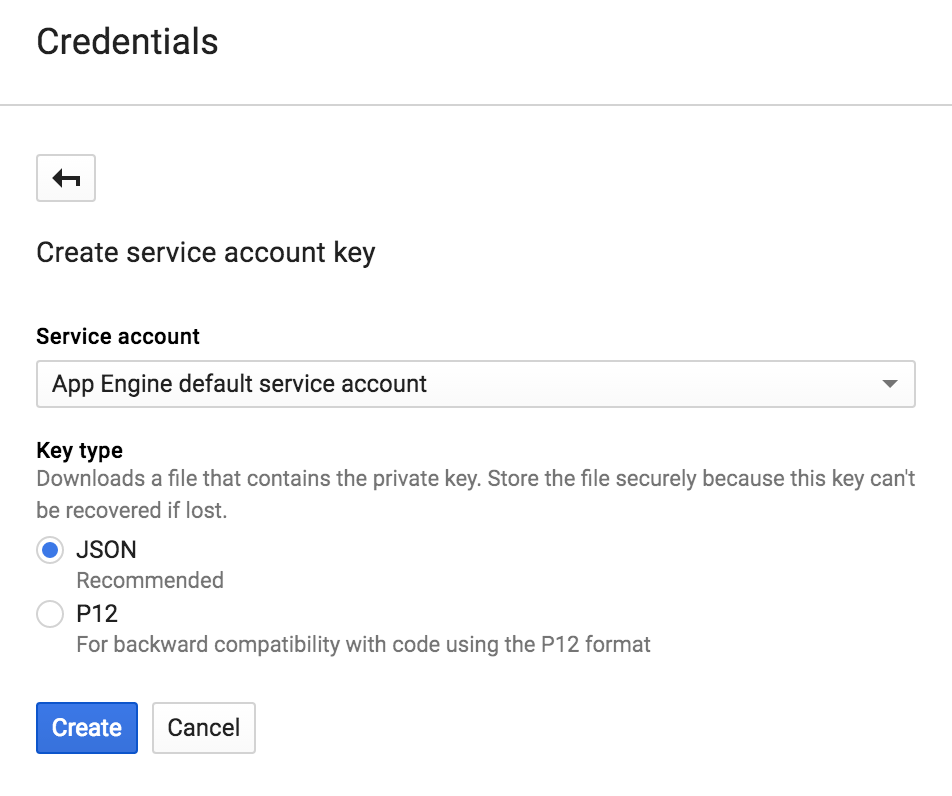 Credentials
Create service account key
Service account
App Engine default service account
Key type
Downloads a file that contains the private key. Store the file securely because this key can't
be recovered if lost.
JSON
Recommended
P12
For backward compatibility with code using the P12 format
Create Cancel